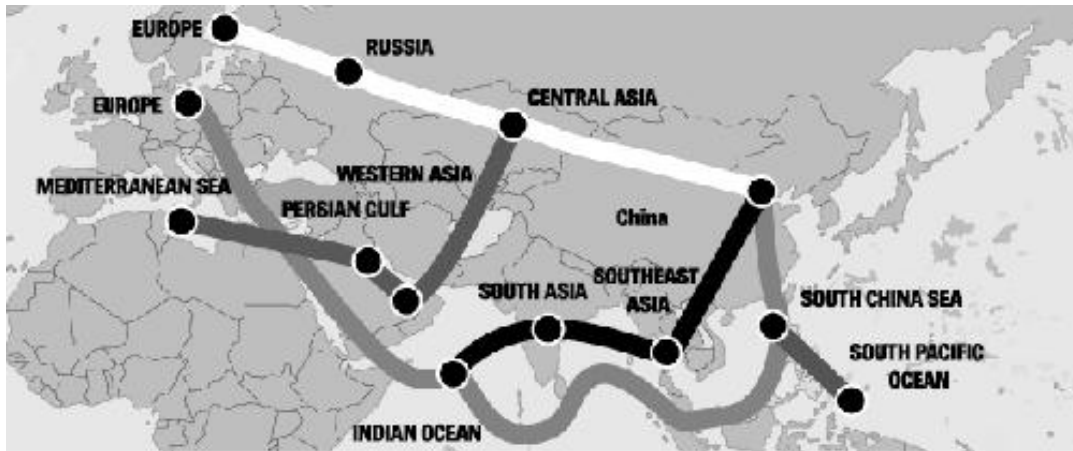 EUROPE
RUSSIA
EUROPE
CENTRAL ASIA
MEDITERRANEAN SEA
WESTERN ASIA
PERSIAN GULF
China
SOUTH ASIA
SOUTHEAST
ASIA
SOUTH CHINA SEA
SOUTH PACIFIC
OCEAN
INDIAN OCEAN